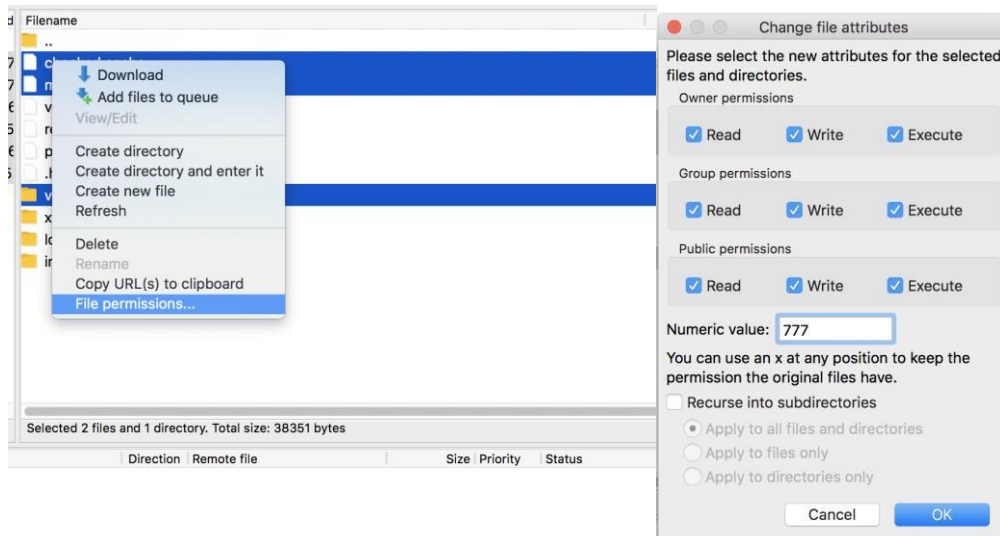 Filename
..
Download
Add files to queue
View/Edit
Create directory
Create directory and enter it
Create new file
Refresh
Delete
Rename
Copy URL(s) to clipboard
File permissions...
Selected 2 files and 1 directory. Total size: 38351 bytes
Direction Remote file Size Priority Status
Change file attributes
Please select the new attributes for the selected
files and directories.
Owner permissions
Read Write Execute
Group permissions
Read Write Execute
Public permissions
Read Write Execute
Numeric value: 777
You can use an x at any position to keep the
permission the original files have.
Recurse into subdirectories
Apply to all files and directories
Apply to files only
Apply to directories only
Cancel OK